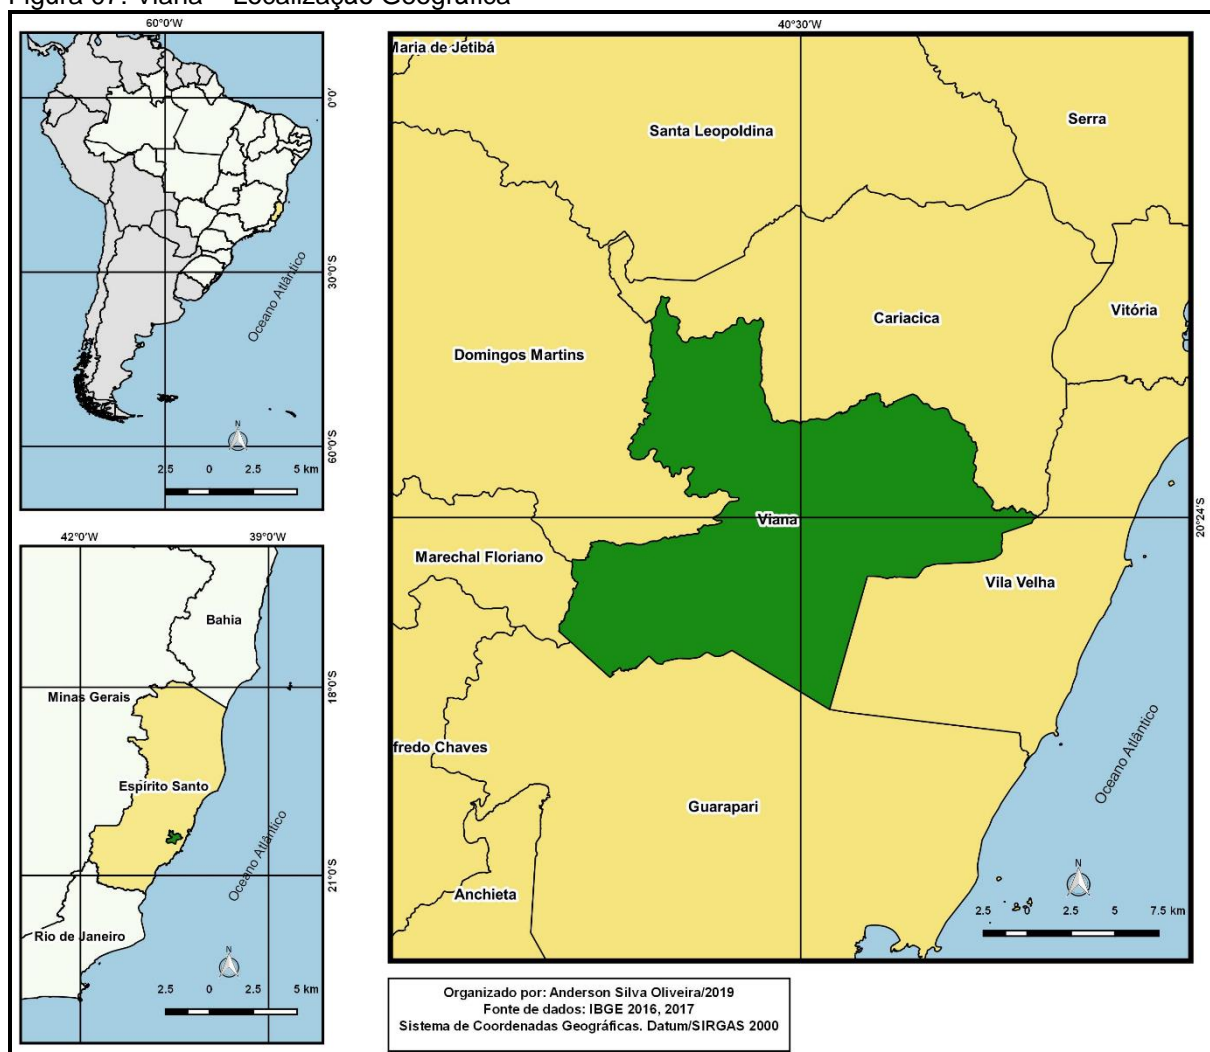 Figura Viana – Localização Geográfica
60°0'W
0°0'
30°0'S
60°0'S
Oceano Atlântico
N
2.5 0 2.5 5 km
42°0'W
39°0'W
Bahia
Minas Gerais
18°0'S
Espírito Santo
Oceano Atlântico
21°0'S
Rio de Janeiro
N
2.5 0 2.5 5 km
40°30'W
Maria de Jetibá
Santa Leopoldina
Serra
Cariacica
Vitória
Domingos Martins
Viana
20°24'S
Marechal Floriano
Vila Velha
fredo Chaves
Guarapari
Oceano Atlântico
Anchieta
N
2.5 0 2.5 5 7.5 km
Organizado por: Anderson Silva Oliveira/2019
Fonte de dados: IBGE 2016, 2017
Sistema de Coordenadas Geográficas. Datum/SIRGAS 2000